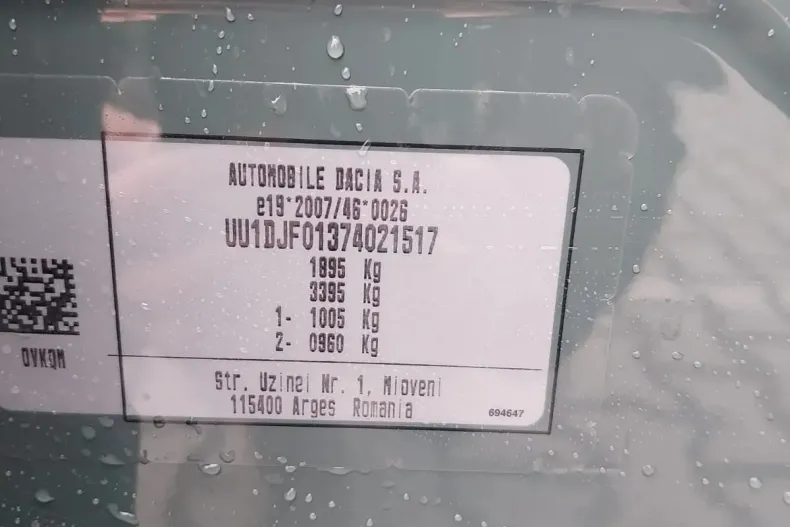 AUTOMOBILE DACIA S.A.
e19*2007/46*0026
UU1DJF01374021517
1895 Kg
3395 Kg
1- 1005 Kg
2- 0960 Kg
OVKQM
Str. Uzinei Nr. 1, Mioveni
115400 Arges Romania
694647